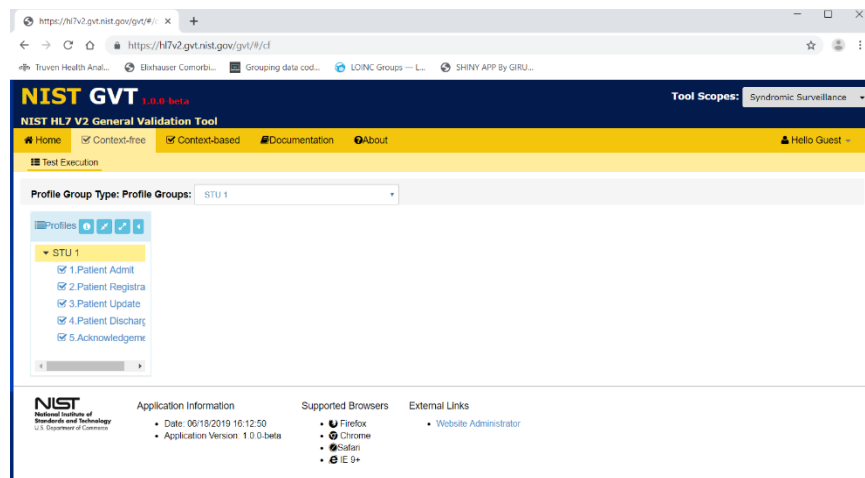 https://hl7v2.gvt.nist.gov/gvt/#/c
https://hl7v2.gvt.nist.gov/gvt/#/cf
Truven Health Anal... Elixhauser Comorbi... Grouping data cod... LOINC Groups — L... SHINY APP By GIRU...
NIST GVT 1.0.0-beta
Tool Scopes: Syndromic Surveillance
NIST HL7 V2 General Validation Tool
Home Context-free Context-based Documentation About Hello Guest
Test Execution
Profile Group Type: Profile Groups: STU 1
Profiles
STU 1
1.Patient Admit
2.Patient Registra
3.Patient Update
4.Patient Discharg
5.Acknowledgeme
NIST
National Institute of
Standards and Technology
U.S. Department of Commerce
Application Information
Date: 06/18/2019 16:12:50
Application Version: 1.0.0-beta
Supported Browsers
Firefox
Chrome
Safari
IE 9+
External Links
Website Administrator